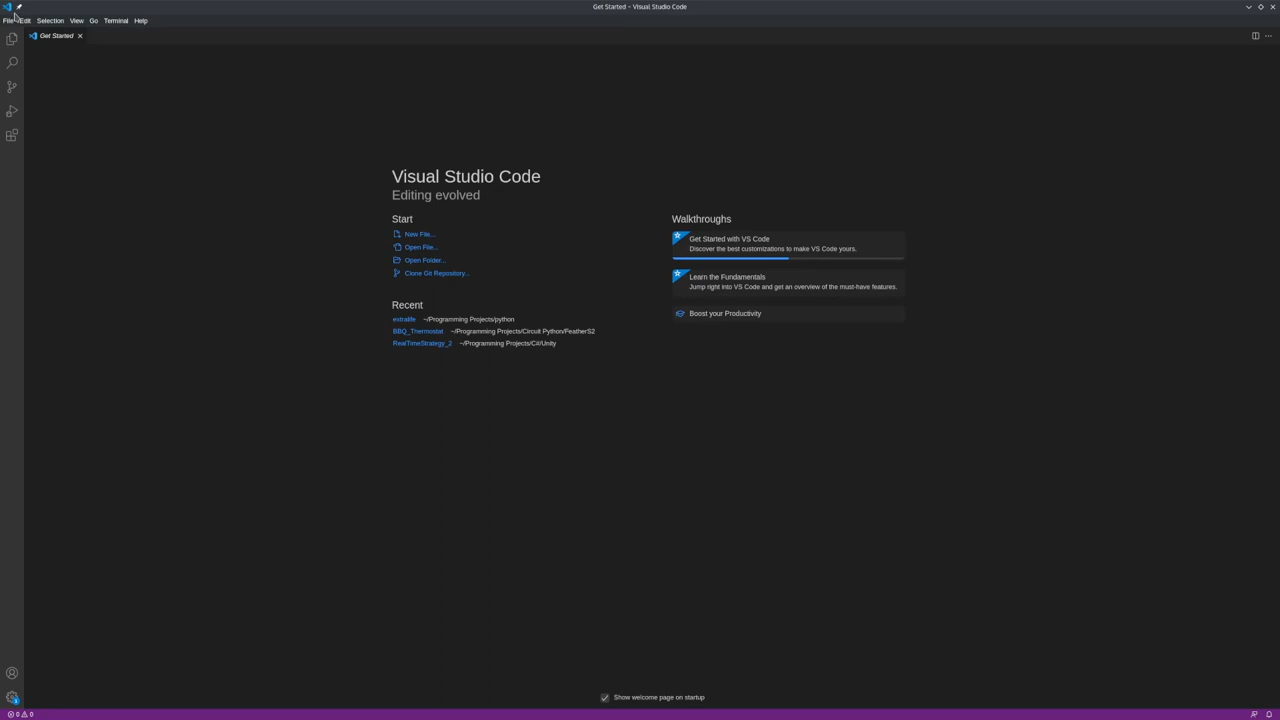 Get Started - Visual Studio Code
File Edit Selection View Go Terminal Help
Get Started
Visual Studio Code
Editing evolved
Start
New File...
Open File...
Open Folder...
Clone Git Repository...
Recent
extralife ~/Programming Projects/python
BBQ_Thermostat ~/Programming Projects/Circuit Python/FeatherS2
RealTimeStrategy_2 ~/Programming Projects/C#/Unity
Walkthroughs
Get Started with VS Code
Discover the best customizations to make VS Code yours.
Learn the Fundamentals
Jump right into VS Code and get an overview of the must-have features.
Boost your Productivity
Show welcome page on startup
0 0